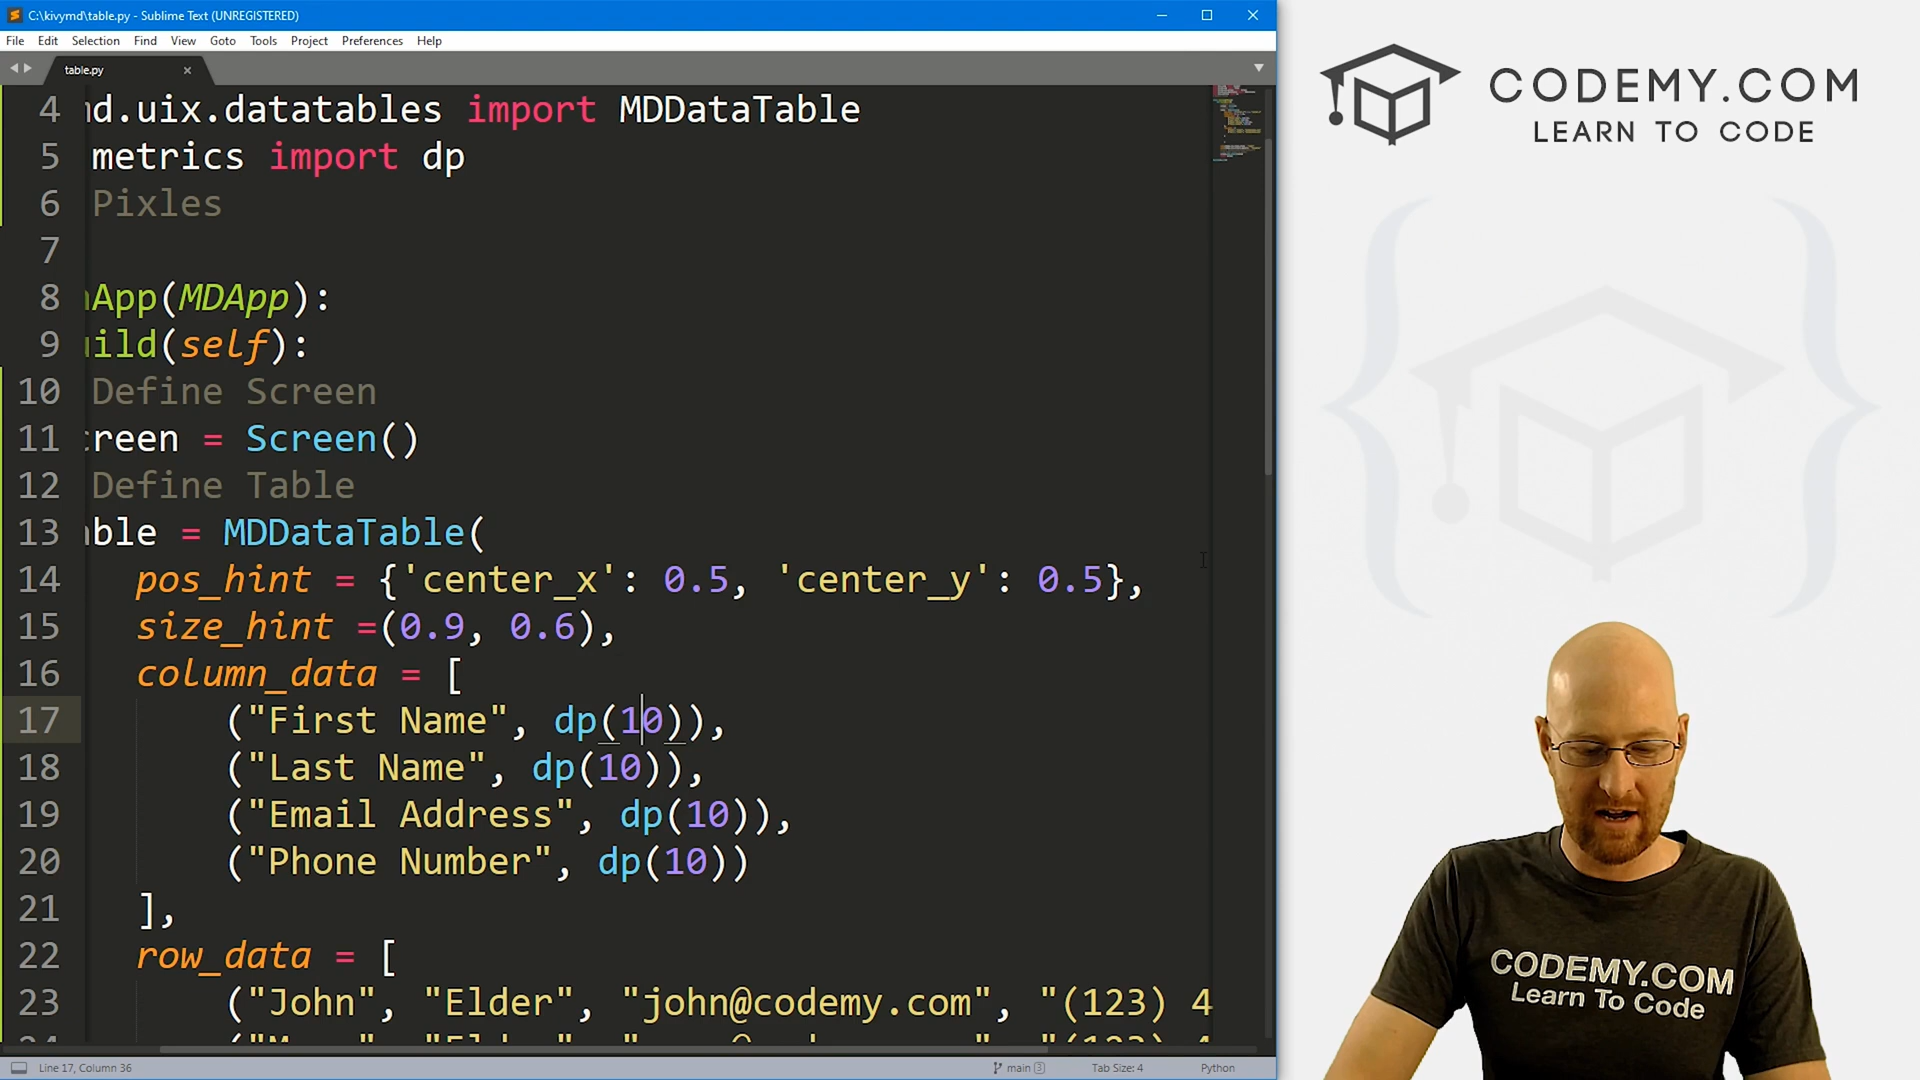 C:\kivymd\table.py - Sublime Text (UNREGISTERED)
File Edit Selection Find View Goto Tools Project Preferences Help
table.py
4 md.uix.datatables import MDDataTable
5 metrics import dp
6 Pixles
7
8 App(MDApp):
9 uild(self):
10 Define Screen
11 creen = Screen()
12 Define Table
13 able = MDDataTable(
14 pos_hint = {'center_x': 0.5, 'center_y': 0.5},
15 size_hint =(0.9, 0.6),
16 column_data = [
17 ("First Name", dp(10)),
18 ("Last Name", dp(10)),
19 ("Email Address", dp(10)),
20 ("Phone Number", dp(10))
21 ],
22 row_data = [
23 ("John", "Elder", "john@codemy.com", "(123) 4
Line 17, Column 36
main 3
Tab Size: 4
Python
CODEMY.COM
LEARN TO CODE
CODEMY.COM
Learn To Code